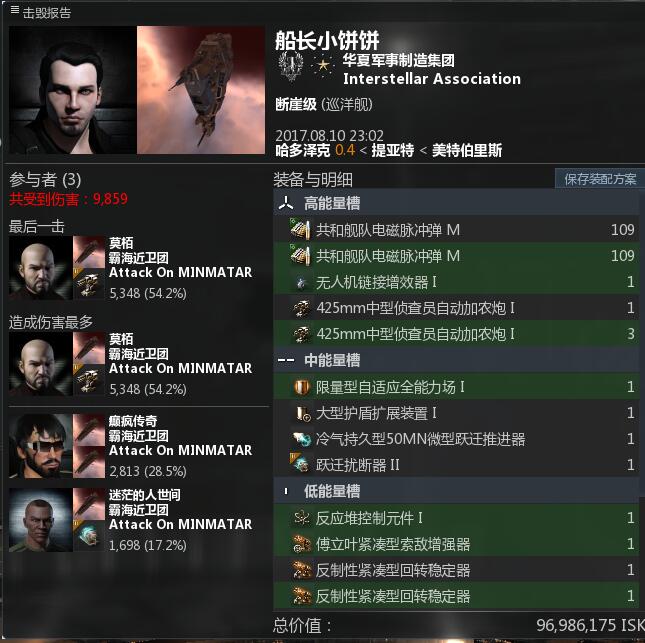 击毁报告
船长小饼饼
华夏军事制造集团
Interstellar Association
断崖级 (巡洋舰)
2017.08.10 23:02
哈多泽克 0.4 < 提亚特 < 美特伯里斯
参与者 (3)
共受到伤害：9,859
最后一击
莫栢
霸海近卫团
Attack On MINMATAR
5,348 (54.2%)
造成伤害最多
莫栢
霸海近卫团
Attack On MINMATAR
5,348 (54.2%)
癫疯传奇
霸海近卫团
Attack On MINMATAR
2,813 (28.5%)
迷茫的人世间
霸海近卫团
Attack On MINMATAR
1,698 (17.2%)
装备与明细
保存装配方案
高能量槽
共和舰队电磁脉冲弹 M 109
共和舰队电磁脉冲弹 M 109
无人机链接增效器 I 1
425mm中型侦查员自动加农炮 I 1
425mm中型侦查员自动加农炮 I 3
中能量槽
限量型自适应全能力场 I 1
大型护盾扩展装置 I 1
冷气持久型50MN微型跃迁推进器 1
跃迁扰断器 II 1
低能量槽
反应堆控制元件 I 1
傅立叶紧凑型索敌增强器 1
反制性紧凑型回转稳定器 1
反制性紧凑型回转稳定器 1
总价值： 96,986,175 ISK